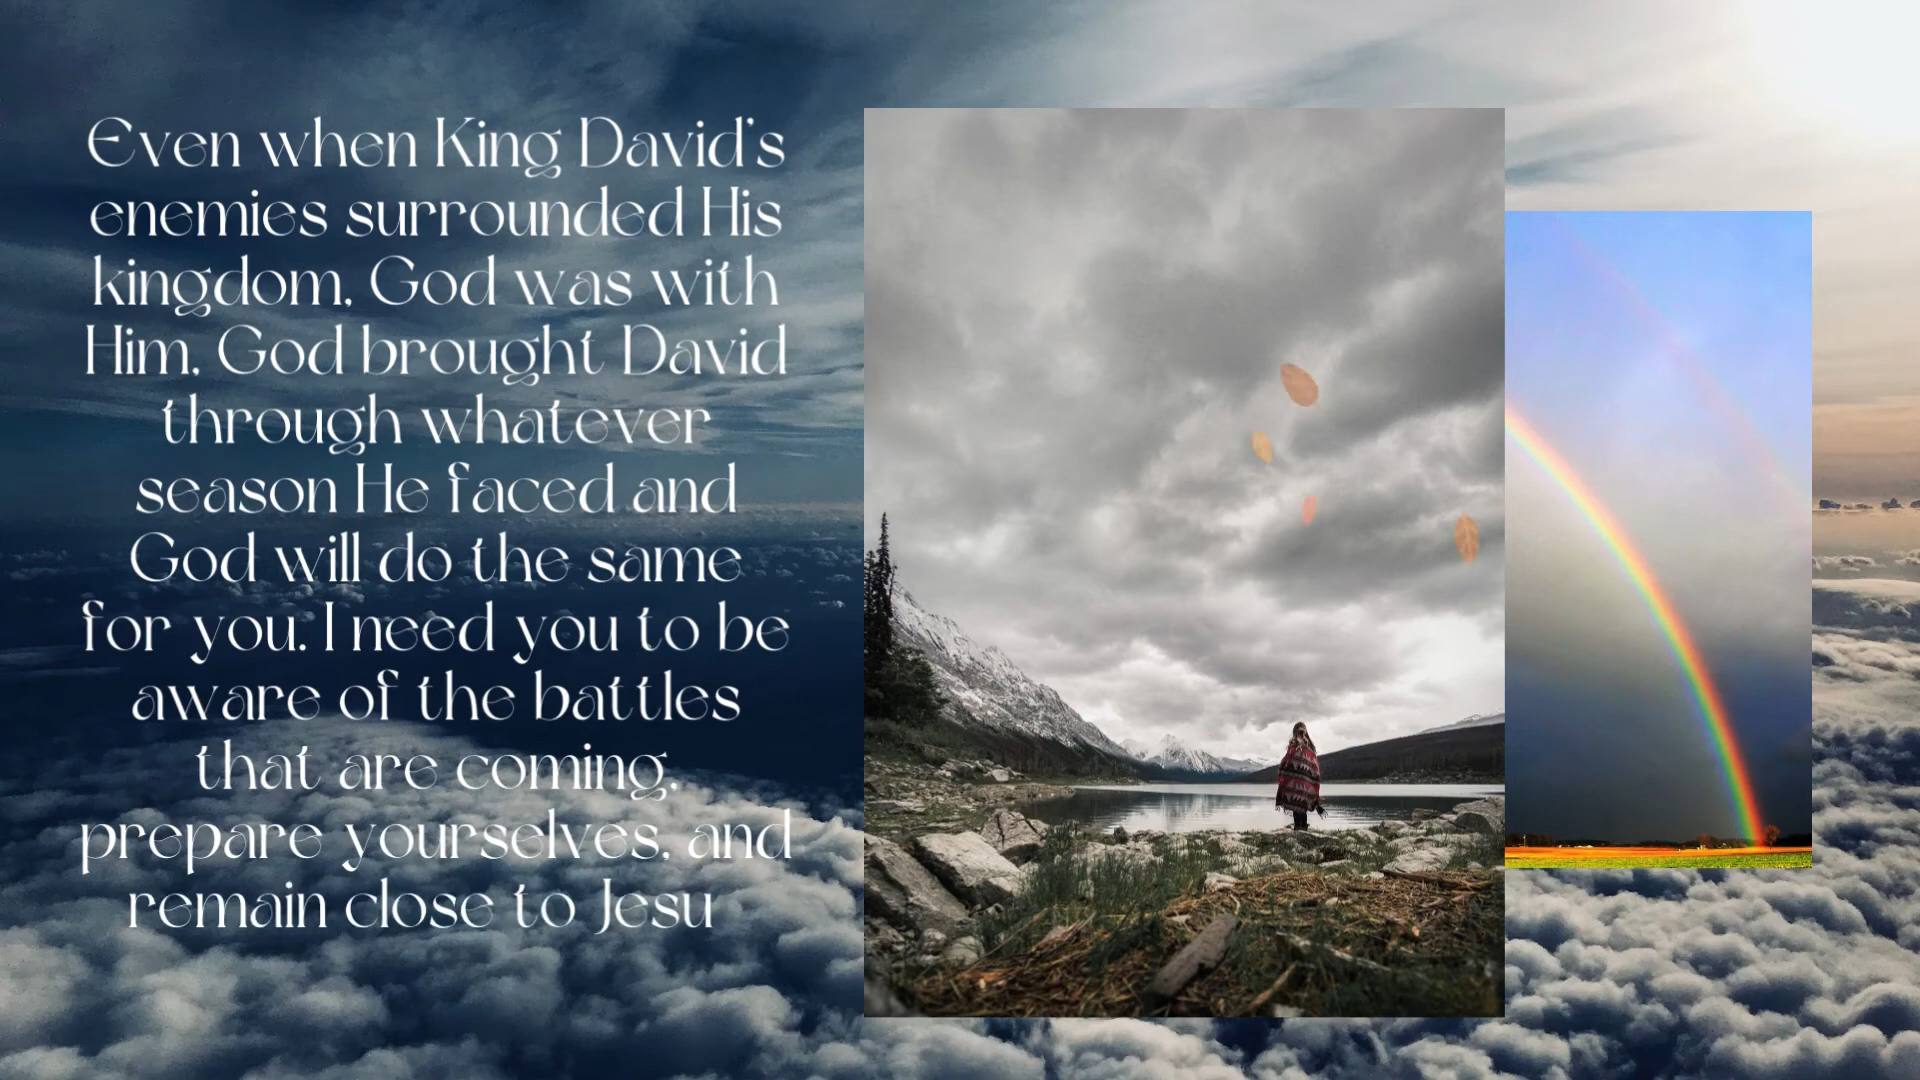 Even when King David's
enemies surrounded His
kingdom, God was with
Him, God brought David
through whatever
season He faced and
God will do the same
for you. I need you to be
aware of the battles
that are coming,
prepare yourselves, and
remain close to Jesu